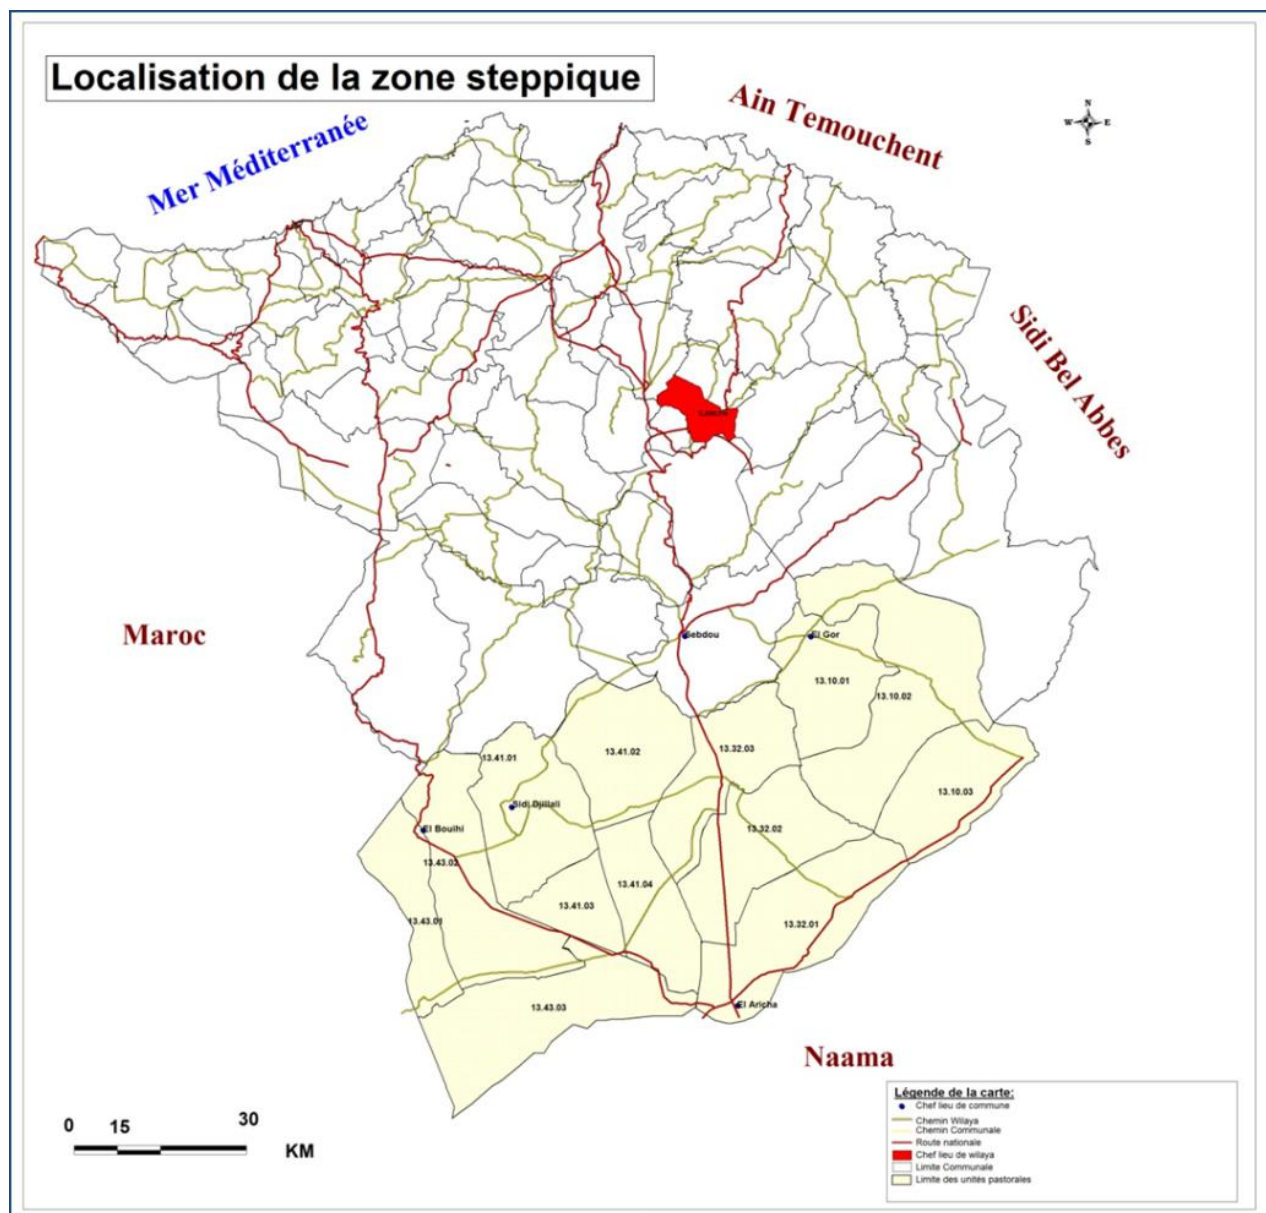 Localisation de la zone steppique
Ain Temouchent
Mer Méditerranée
N
W E
S
Sidi Bel Abbes
Maroc
Sebdou
El Gor
13.10.01
13.10.02
13.41.01
13.41.02
13.32.03
13.10.03
Sidi Djillali
El Bouihi
13.32.02
13.43.02
13.41.04
13.41.03
13.43.01
13.32.01
13.43.03
El Aricha
Naama
0 15 30
KM
Légende de la carte:
Chef lieu de commune
Chemin Wilaya
Chemin Communale
Route nationale
Chef lieu de wilaya
Limite Communale
Limite des unités pastorales